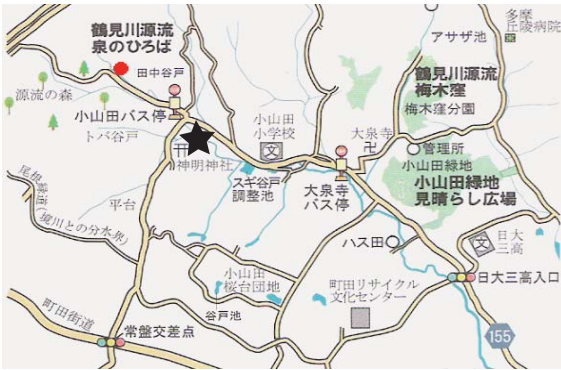 多摩
丘陵病院
アサザ池
鶴見川源流
泉のひろば
田中谷戸
源流の森
小山田バス停
トバ谷戸
神明神社
小山田
小学校
文
スギ谷戸
調整池
大泉寺
卍
大泉寺
バス停
鶴見川源流
梅木窪
梅木窪分園
管理所
小山田緑地
小山田緑地
見晴らし広場
尾根緑道(境川との分水泉)
平台
ハス田
文
日大
三高
小山田
桜台団地
町田リサイクル
文化センター
日大三高入口
谷戸池
町田街道
常盤交差点
155